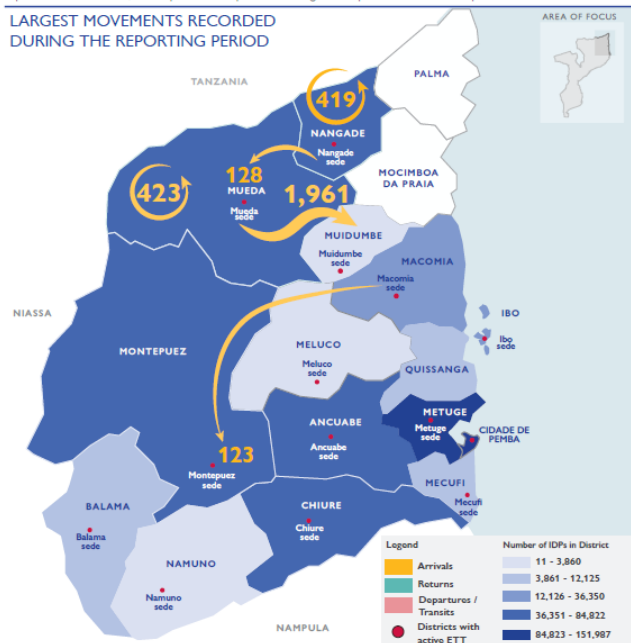 LARGEST MOVEMENTS RECORDED
DURING THE REPORTING PERIOD
AREA OF FOCUS
PALMA
TANZANIA
419
NANGADE
Nangade
sede
MOCIMBOA
DA PRAIA
128
MUEDA
Mueda
sede
423
1,961
MUIDUMBE
Muidumbe
sede
MACOMIA
Macomia
sede
NIASSA
IBO
Ibo
sede
MONTEPUEZ
MELUCO
Meluco
sede
QUISSANGA
METUGE
Metuge
sede
CIDADE DE
PEMBA
ANCUABE
Ancuabe
sede
123
Montepuez
sede
MECUFI
Mecufi
sede
BALAMA
Balama
sede
CHIURE
Chiure
sede
NAMUNO
Namuno
sede
NAMPULA
Legend
Arrivals
Returns
Departures /
Transits
Districts with
active ETT
Number of IDPs in District
11 - 3,860
3,861 - 12,125
12,126 - 36,350
36,351 - 84,822
84,823 - 151,987